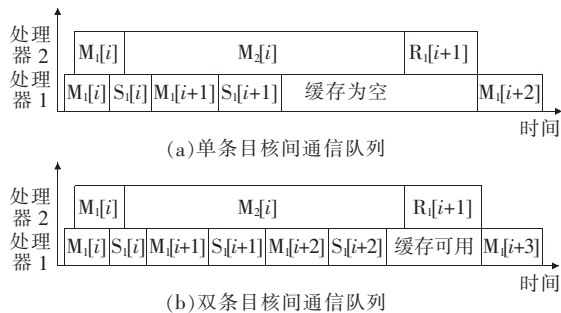 处理
器2
M₁[i] M₂[i] R₁[i+1]
处理
器1
M₁[i] S₁[i] M₁[i+1] S₁[i+1] 缓存为空 M₁[i+2]
时间
(a)单条目核间通信队列
处理
器2
M₁[i] M₂[i] R₁[i+1]
处理
器1
M₁[i] S₁[i] M₁[i+1] S₁[i+1] M₁[i+2] S₁[i+2] 缓存可用 M₁[i+3]
时间
(b)双条目核间通信队列